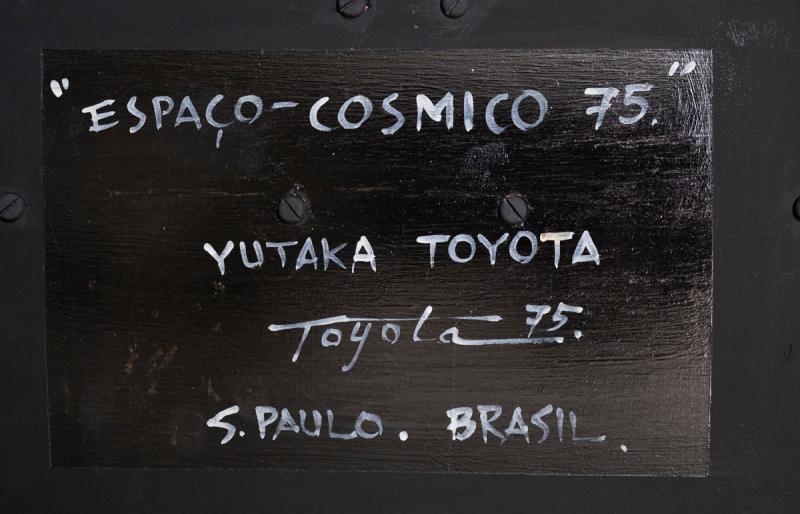 "ESPAÇO-COSMICO 75."
YUTAKA TOYOTA
Toyota 75.
S. PAULO. BRASIL.